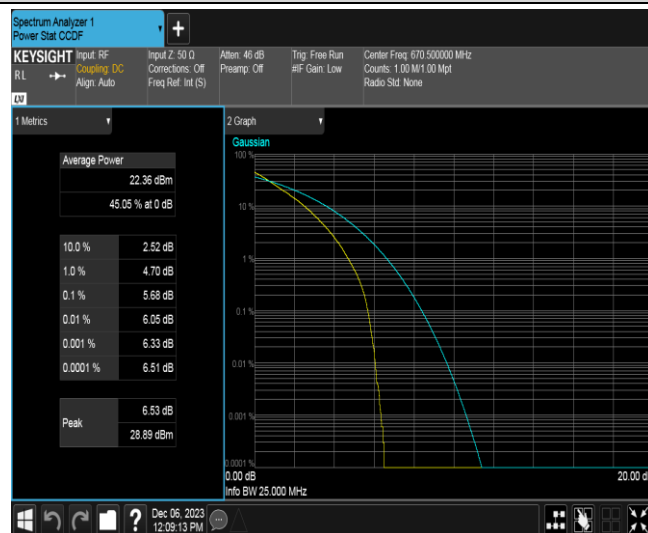 Spectrum Analyzer 1
Power Stat CCDF
+
KEYSIGHT
RL
LXI
Input: RF
Coupling: DC
Align: Auto
Input Z: 50 Ω
Corrections: Off
Freq Ref: Int (S)
Atten: 46 dB
Preamp: Off
Trig: Free Run
#IF Gain: Low
Center Freq: 670.500000 MHz
Counts: 1.00 M/1.00 Mpt
Radio Std: None
1 Metrics
Average Power
22.36 dBm
45.05 % at 0 dB
10.0 % 2.52 dB
1.0 % 4.70 dB
0.1 % 5.68 dB
0.01 % 6.05 dB
0.001 % 6.33 dB
0.0001 % 6.51 dB
Peak
6.53 dB
28.89 dBm
2 Graph
Gaussian
100 %
10 %
1 %
0.1 %
0.01 %
0.001 %
0.0001 %
0.00 dB
20.00 d
Info BW 25.000 MHz
?
Dec 06, 2023
12:09:13 PM